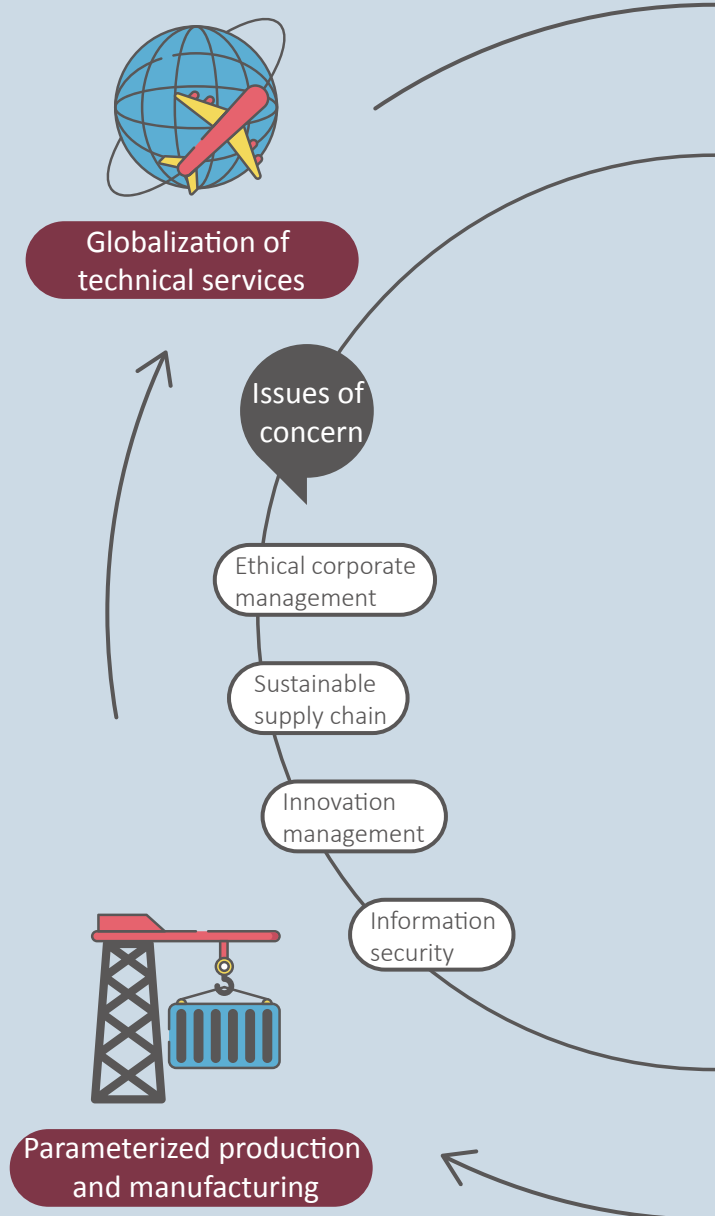 Globalization of
technical services
Issues of
concern
Ethical corporate
management
Sustainable
supply chain
Innovation
management
Information
security
Parameterized production
and manufacturing